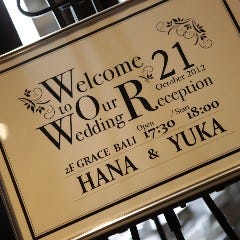 Welcome
to Our 21
October 2012
Wedding Reception
Open 17:30 / Start 18:00
2F GRACE BALI
HANA & YUKA